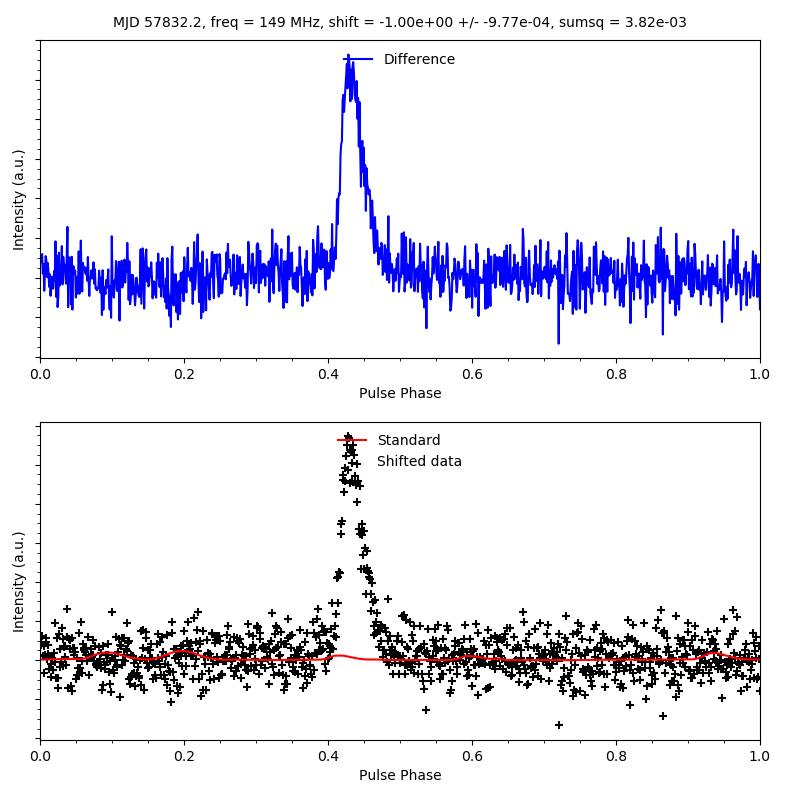 MJD 57832.2, freq = 149 MHz, shift = -1.00e+00 +/- -9.77e-04, sumsq = 3.82e-03
Difference
Intensity (a.u.)
0.0 0.2 0.4 0.6 0.8 1.0
Pulse Phase
Standard
Shifted data
Intensity (a.u.)
0.0 0.2 0.4 0.6 0.8 1.0
Pulse Phase